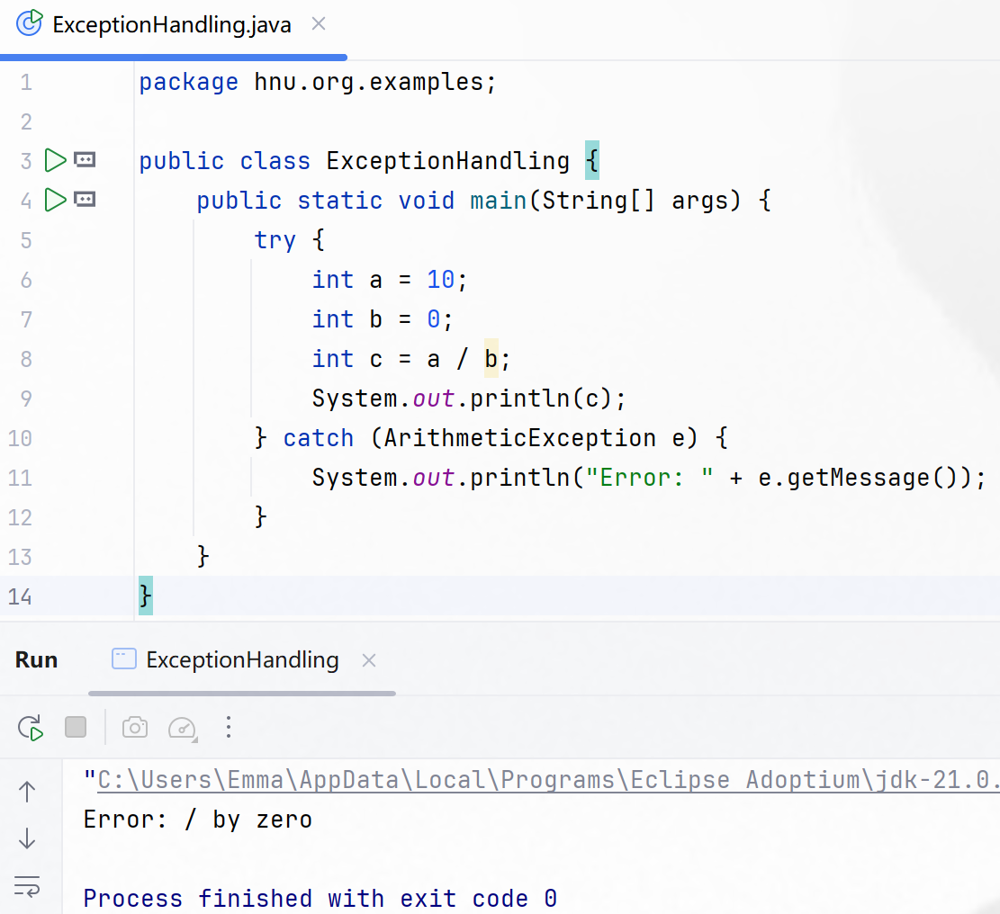 ExceptionHandling.java
1 package hnu.org.examples;
2
3 public class ExceptionHandling {
4     public static void main(String[] args) {
5         try {
6             int a = 10;
7             int b = 0;
8             int c = a / b;
9             System.out.println(c);
10         } catch (ArithmeticException e) {
11             System.out.println("Error: " + e.getMessage());
12         }
13     }
14 }
Run ExceptionHandling
"C:\Users\Emma\AppData\Local\Programs\Eclipse Adoptium\jdk-21.0.
Error: / by zero
Process finished with exit code 0